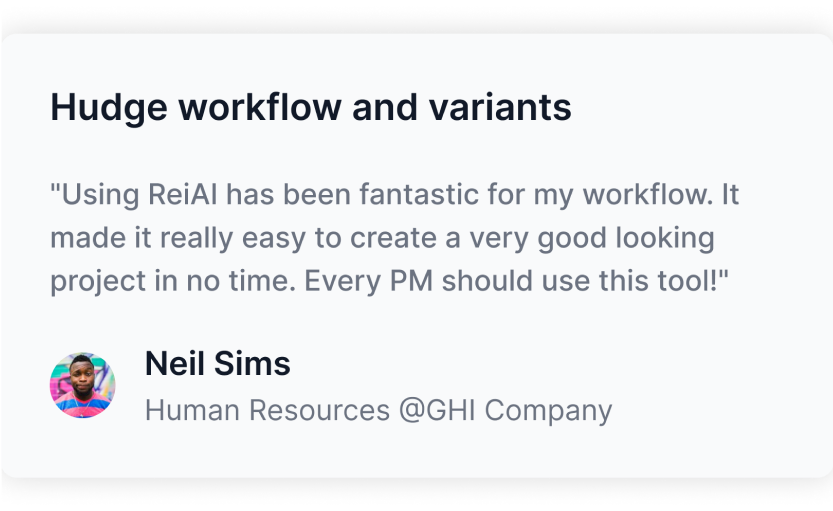 Hudge workflow and variants
"Using ReiAI has been fantastic for my workflow. It
made it really easy to create a very good looking
project in no time. Every PM should use this tool!"
Neil Sims
Human Resources @GHI Company